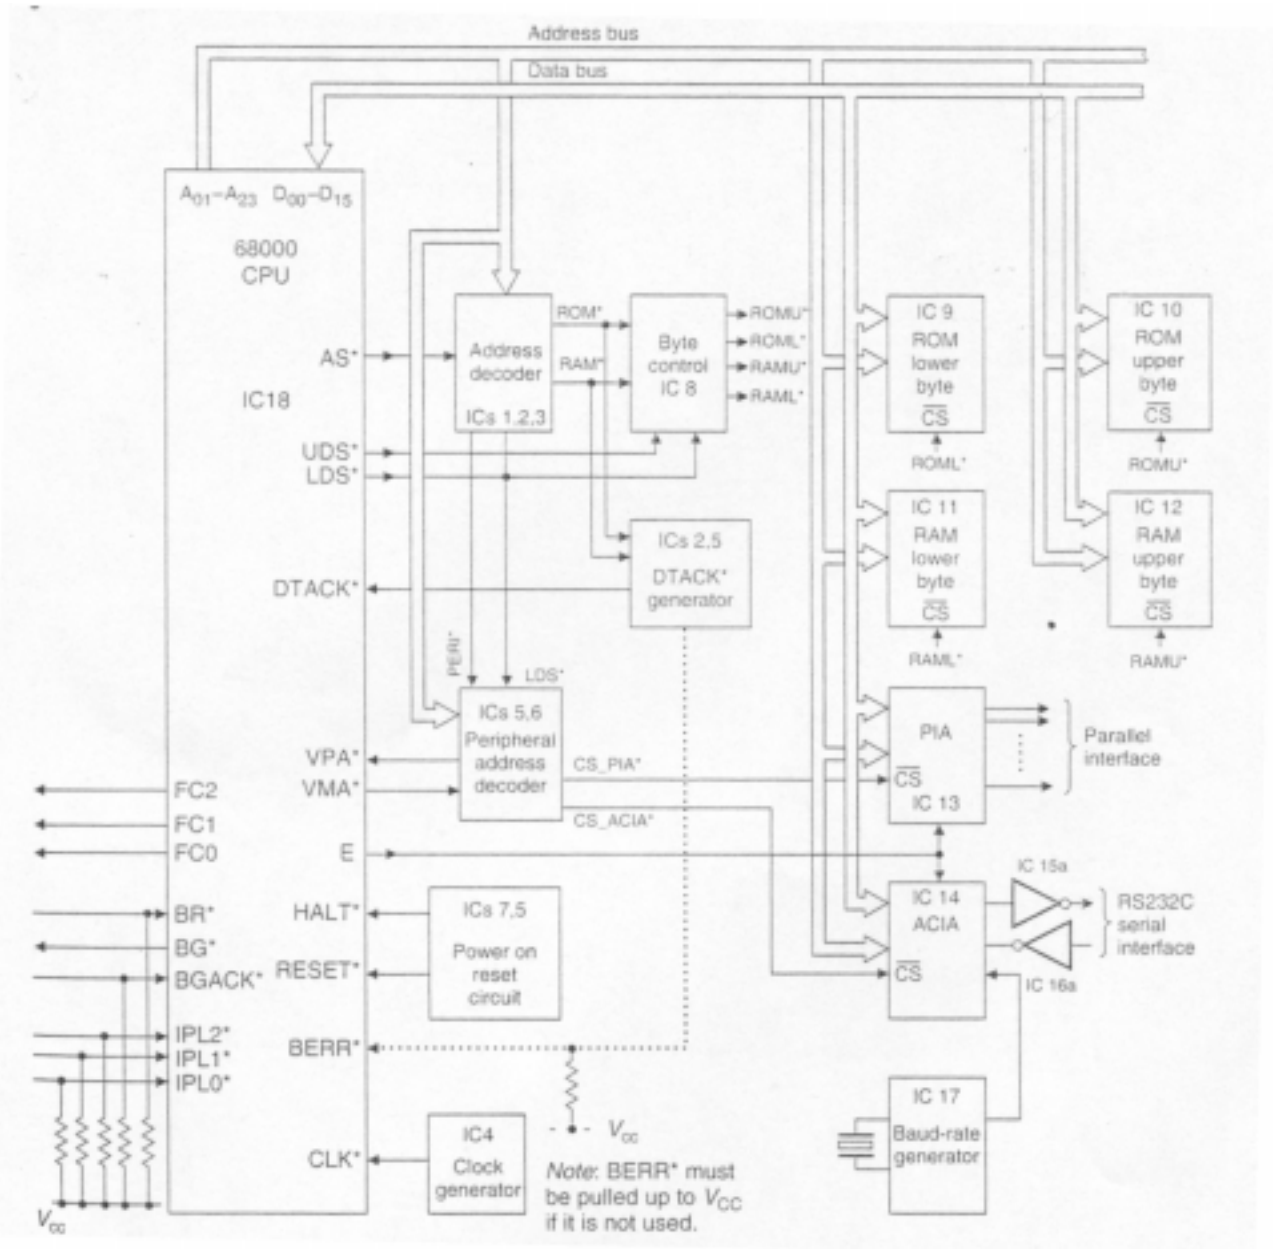 Address bus
Data bus
A01–A23 D00–D15
68000
CPU
IC18
AS*
UDS*
LDS*
DTACK*
VPA*
VMA*
E
HALT*
RESET*
BERR*
CLK*
FC2
FC1
FC0
BR*
BG*
BGACK*
IPL2*
IPL1*
IPL0*
Vcc
Address
decoder
ICs 1,2,3
ROM*
RAM*
Byte
control
IC 8
ROMU*
ROML*
RAMU*
RAML*
ICs 2,5
DTACK*
generator
PERI*
LDS*
ICs 5,6
Peripheral
address
decoder
CS_PIA*
CS_ACIA*
ICs 7,5
Power on
reset
circuit
IC4
Clock
generator
Vcc
Note: BERR* must
be pulled up to VCC
if it is not used.
IC 9
ROM
lower
byte
CS
ROML*
IC 10
ROM
upper
byte
CS
ROMU*
IC 11
RAM
lower
byte
CS
RAML*
IC 12
RAM
upper
byte
CS
RAMU*
PIA
CS
IC 13
Parallel
interface
IC 14
ACIA
CS
IC 15a
IC 16a
RS232C
serial
interface
IC 17
Baud-rate
generator